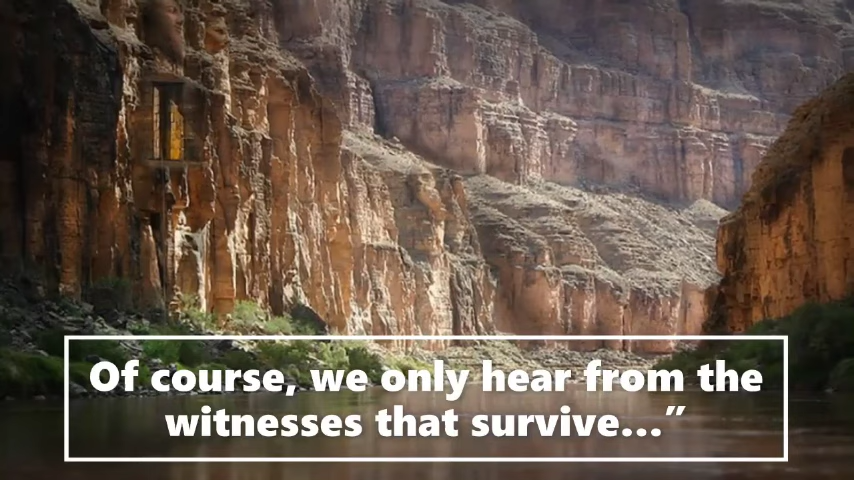 Of course, we only hear from the
witnesses that survive...”